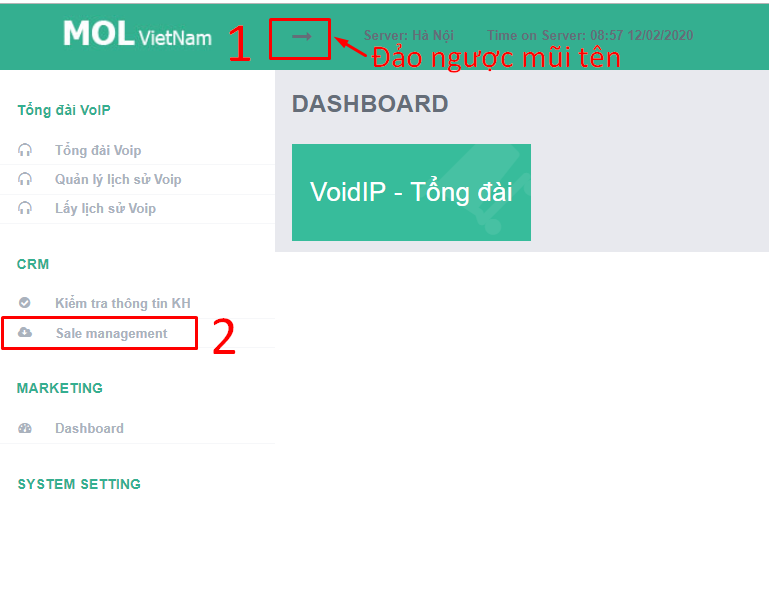 MOL VietNam
1
Server: Hà Nội
Time on Server: 08:57 12/02/2020
Đảo ngược mũi tên
Tổng đài VoIP
Tổng đài Voip
Quản lý lịch sử Voip
Lấy lịch sử Voip
CRM
Kiểm tra thông tin KH
Sale management
2
MARKETING
Dashboard
SYSTEM SETTING
DASHBOARD
VoidIP - Tổng đài